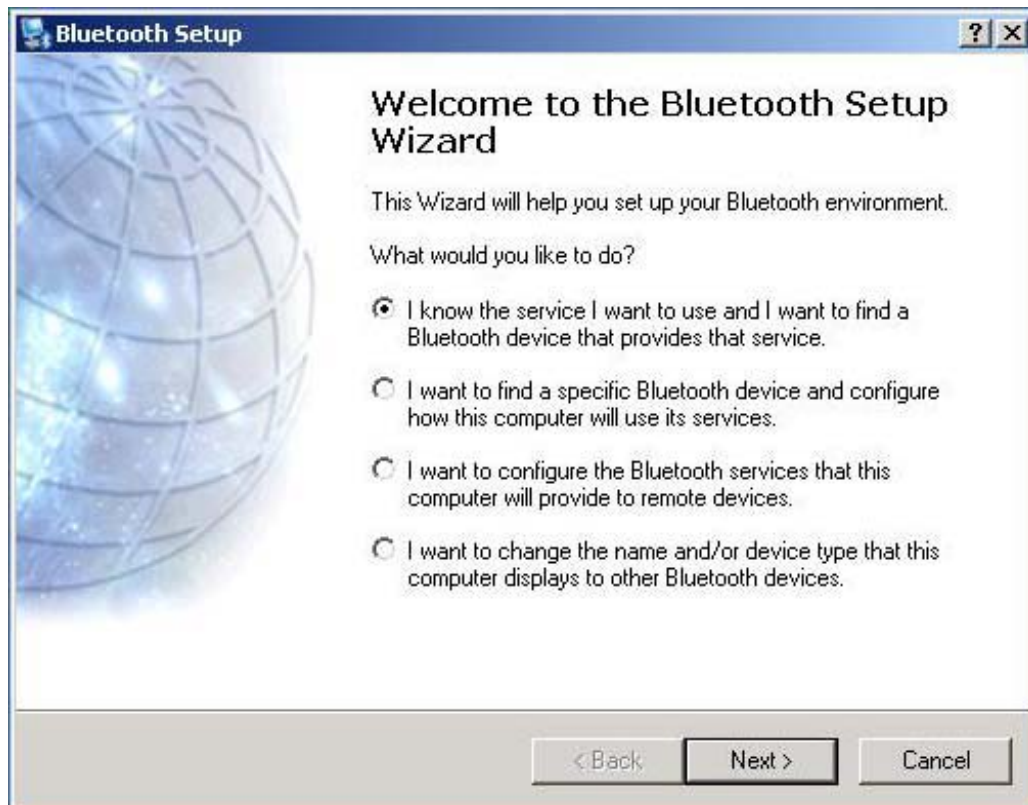 Bluetooth Setup
Welcome to the Bluetooth Setup
Wizard
This Wizard will help you set up your Bluetooth environment.
What would you like to do?
I know the service I want to use and I want to find a
Bluetooth device that provides that service.
I want to find a specific Bluetooth device and configure
how this computer will use its services.
I want to configure the Bluetooth services that this
computer will provide to remote devices.
I want to change the name and/or device type that this
computer displays to other Bluetooth devices.
< Back Next > Cancel